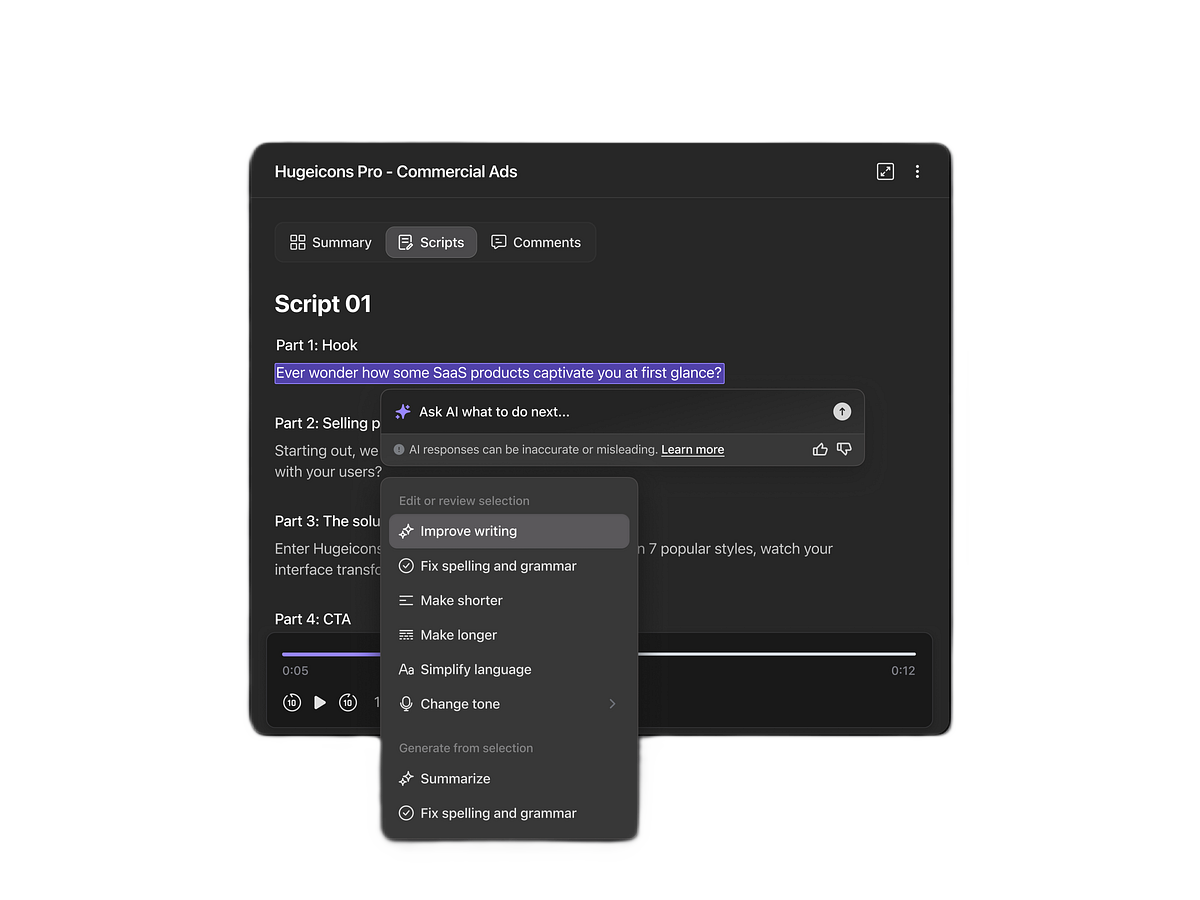 Hugeicons Pro - Commercial Ads
Summary
Scripts
Comments
Script 01
Part 1: Hook
Ever wonder how some SaaS products captivate you at first glance?
Ask AI what to do next...
Part 2: Selling p
AI responses can be inaccurate or misleading. Learn more
Starting out, we
with your users?
Edit or review selection
Part 3: The solu
Improve writing
Enter Hugeicons
n 7 popular styles, watch your
interface transfo
Fix spelling and grammar
Make shorter
Part 4: CTA
Make longer
0:05
0:12
Simplify language
10
10
1
Change tone
Generate from selection
Summarize
Fix spelling and grammar